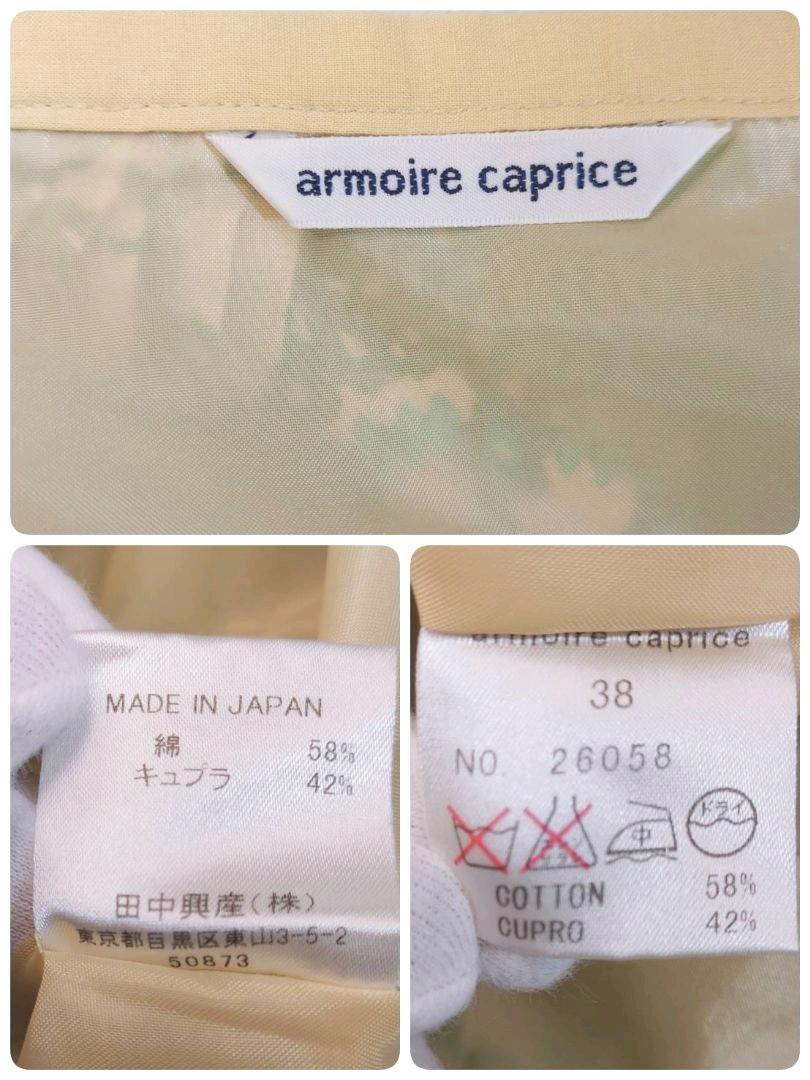 armoire caprice
MADE IN JAPAN
綿 58%
キュプラ 42%
田中興産(株)
東京都目黒区東山3-5-2
50873
armoire caprice
38
NO. 26058
中 ドライ
COTTON 58%
CUPRO 42%